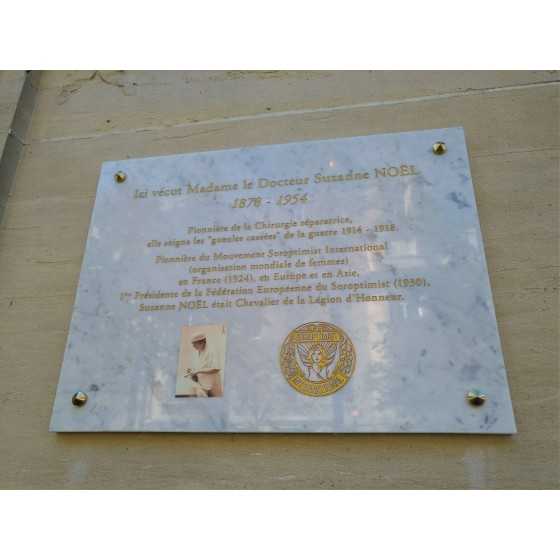 Ici vécut Madame le Docteur Suzanne NOËL
1878 - 1954
Pionnière de la Chirurgie réparatrice,
elle soigna les "gueules cassées" de la guerre 1914 - 1918.
Pionnière du Mouvement Soroptimist International
(organisation mondiale de femmes)
en France (1924), en Europe et en Asie,
1ère Présidente de la Fédération Européenne du Soroptimist (1930),
Suzanne NOËL était Chevalier de la Légion d'Honneur.